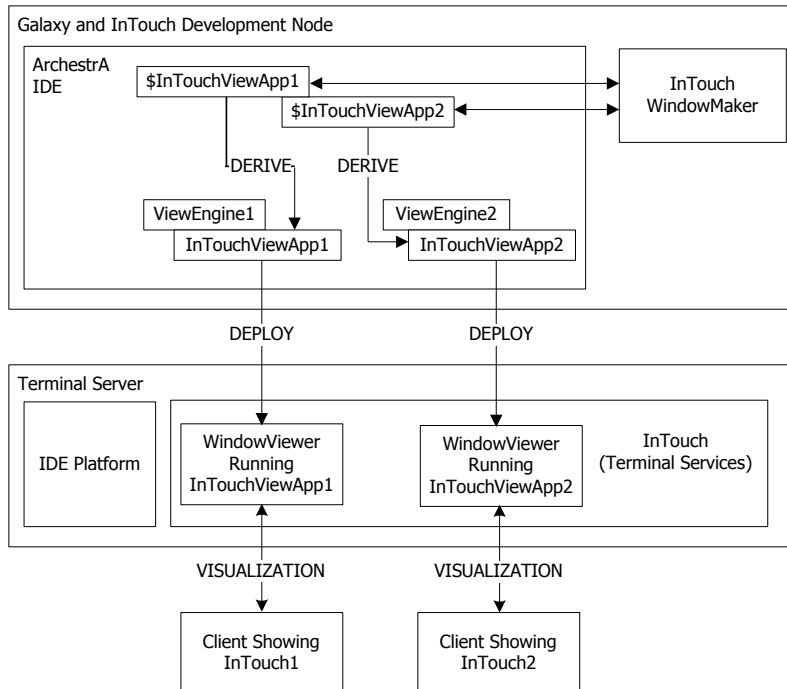 Galaxy and InTouch Development Node
ArchestrA
IDE
$InTouchViewApp1
$InTouchViewApp2
InTouch
WindowMaker
DERIVE
DERIVE
ViewEngine1
InTouchViewApp1
ViewEngine2
InTouchViewApp2
DEPLOY
DEPLOY
Terminal Server
IDE Platform
WindowViewer
Running
InTouchViewApp1
WindowViewer
Running
InTouchViewApp2
InTouch
(Terminal Services)
VISUALIZATION
VISUALIZATION
Client Showing
InTouch1
Client Showing
InTouch2